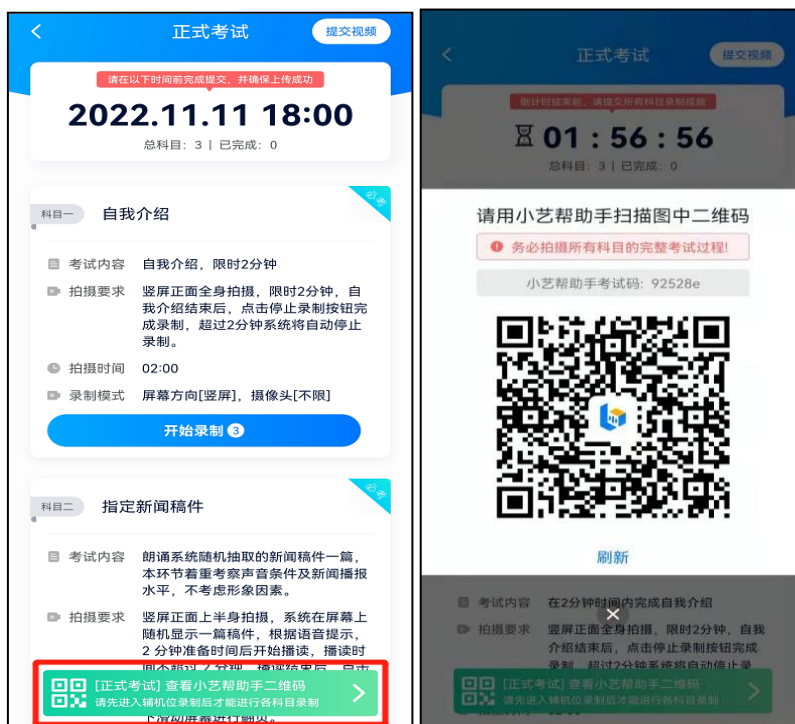 正式考试
提交视频
请在以下时间前完成提交，并确保上传成功
2022.11.11 18:00
总科目：3 | 已完成：0
必考
科目一
自我介绍
考试内容 自我介绍，限时2分钟
拍摄要求 竖屏正面全身拍摄，限时2分钟，自
我介绍结束后，点击停止录制按钮完
成录制，超过2分钟系统将自动停止
录制。
拍摄时间 02:00
录制模式 屏幕方向[竖屏]，摄像头[不限]
开始录制 3
必考
科目二
指定新闻稿件
考试内容 朗诵系统随机抽取的新闻稿件一篇，
本环节着重考察声音条件及新闻播报
水平，不考虑形象因素。
拍摄要求 竖屏正面上半身拍摄，系统在屏幕上
随机显示一篇稿件，根据语音提示，
2 分钟准备时间后开始播读，播读时
间不超过 2 分钟，播读结束后，点击
[正式考试] 查看小艺帮助手二维码
请先进入辅机位录制后才能进行各科目录制
下滑动屏幕进行翻页。
正式考试
提交视频
倒计时结束前，请提交所有科目录制视频
01 : 56 : 56
总科目：3 | 已完成：0
请用小艺帮助手扫描图中二维码
务必拍摄所有科目的完整考试过程!
小艺帮助手考试码: 92528e
刷新
考试内容 在2分钟时间内完成自我介绍
拍摄要求 竖屏正面全身拍摄，限时2分钟，自我
介绍结束后，点击停止录制按钮完成
录制，超过2分钟系统将自动停止录
[正式考试] 查看小艺帮助手二维码
请先进入辅机位录制后才能进行各科目录制